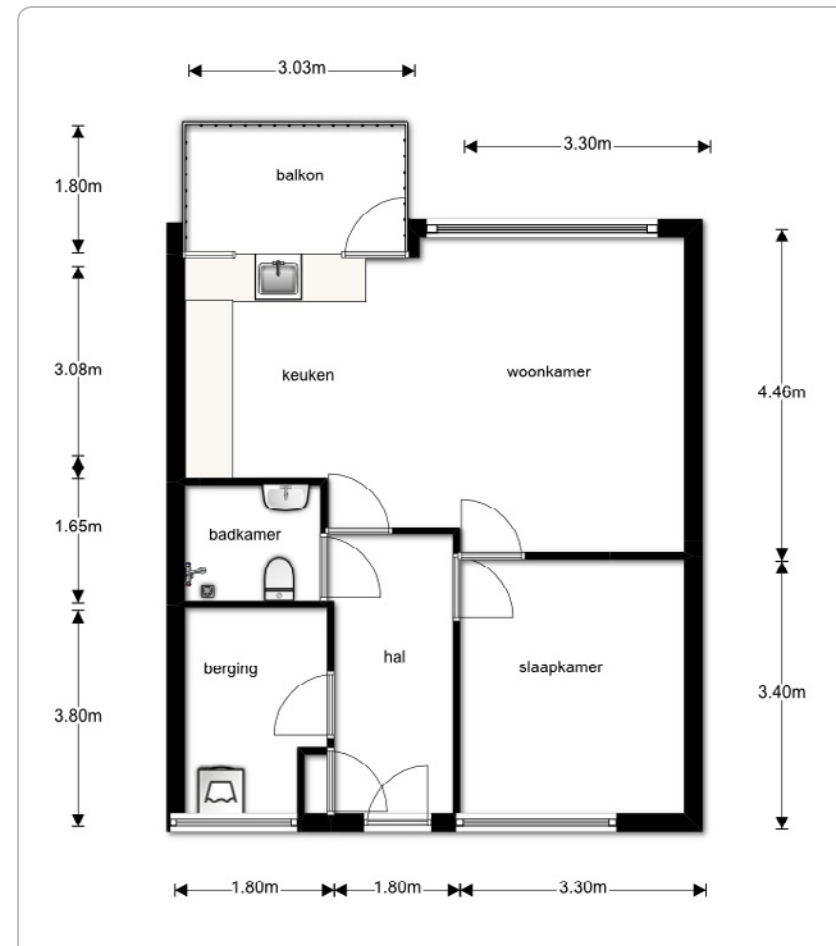 3.03m
3.30m
1.80m
balkon
3.08m
keuken
woonkamer
4.46m
1.65m
badkamer
berging
hal
slaapkamer
3.80m
3.40m
1.80m
1.80m
3.30m